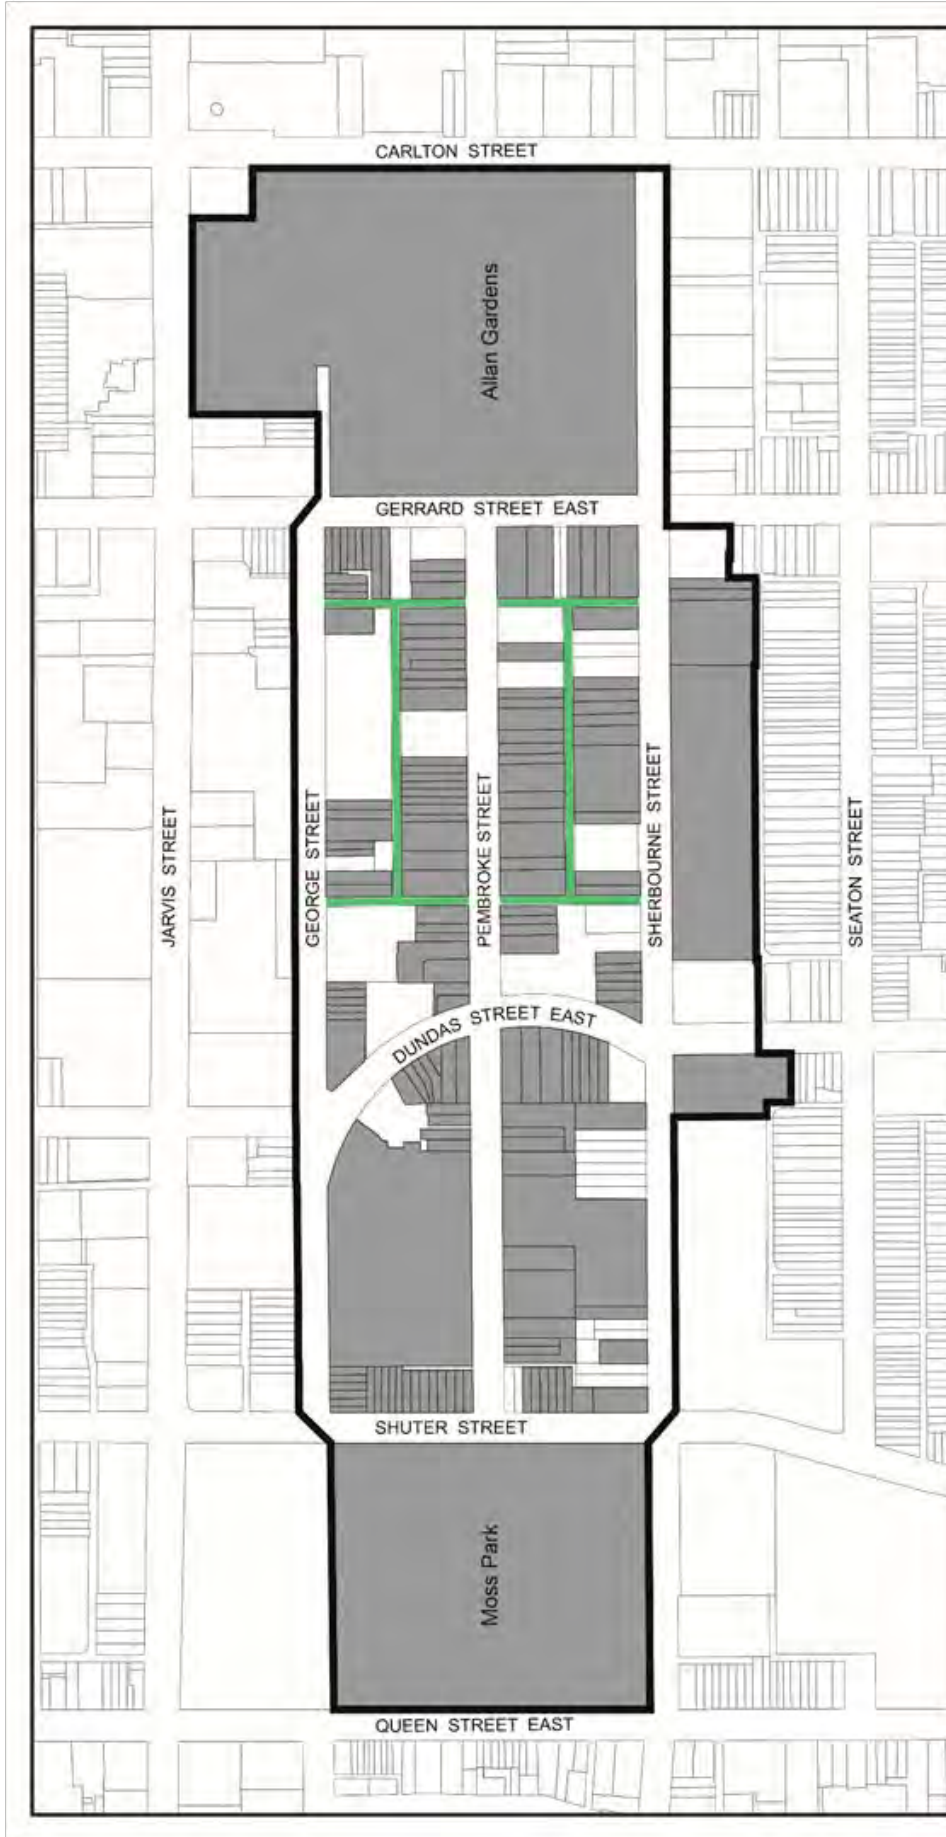 CARLTON STREET
Allan Gardens
GERRARD STREET EAST
JARVIS STREET
GEORGE STREET
PEMBROKE STREET
SHERBOURNE STREET
SEATON STREET
DUNDAS STREET EAST
SHUTER STREET
Moss Park
QUEEN STREET EAST